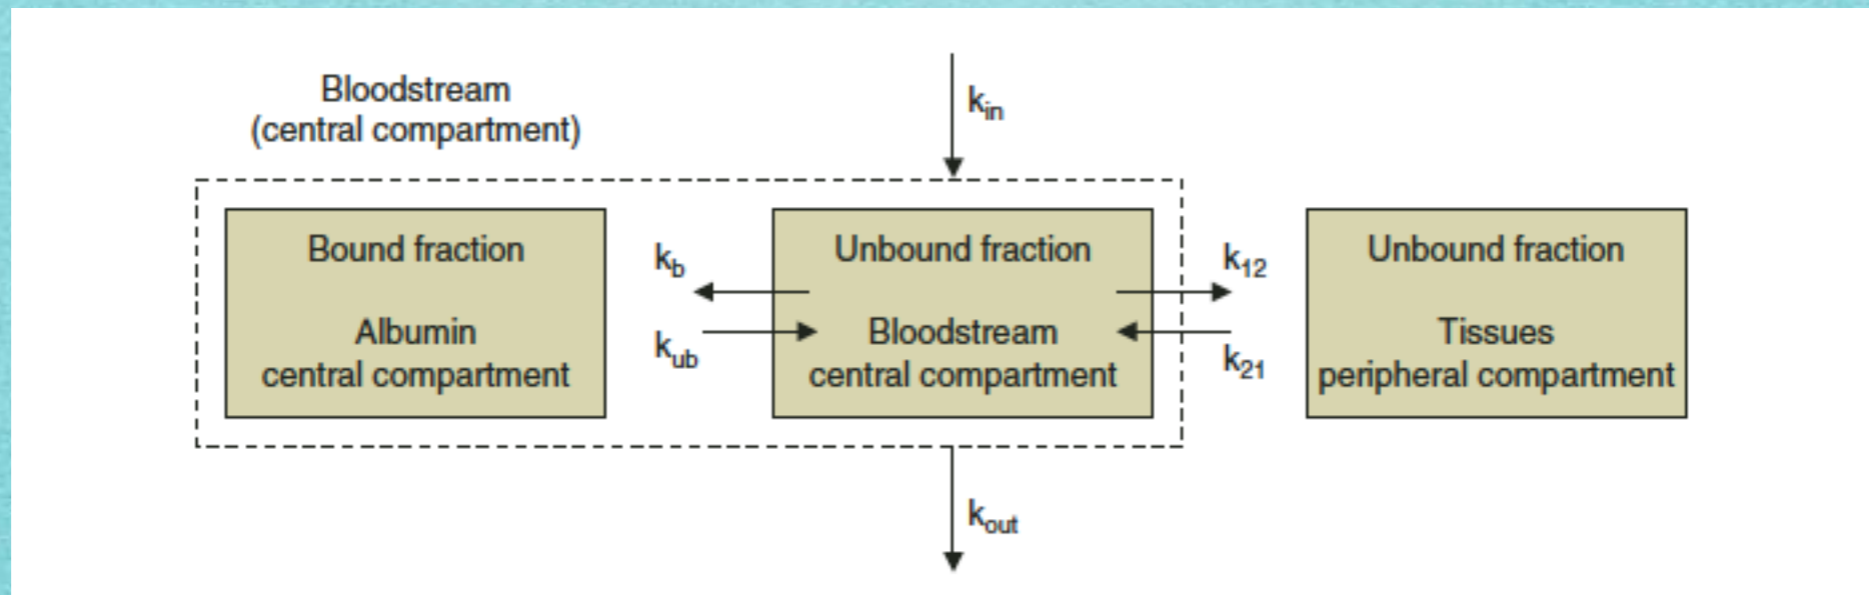 Bloodstream
(central compartment)
k_in
Bound fraction
Albumin
central compartment
k_b
k_ub
Unbound fraction
Bloodstream
central compartment
k_12
k_21
Unbound fraction
Tissues
peripheral compartment
k_out